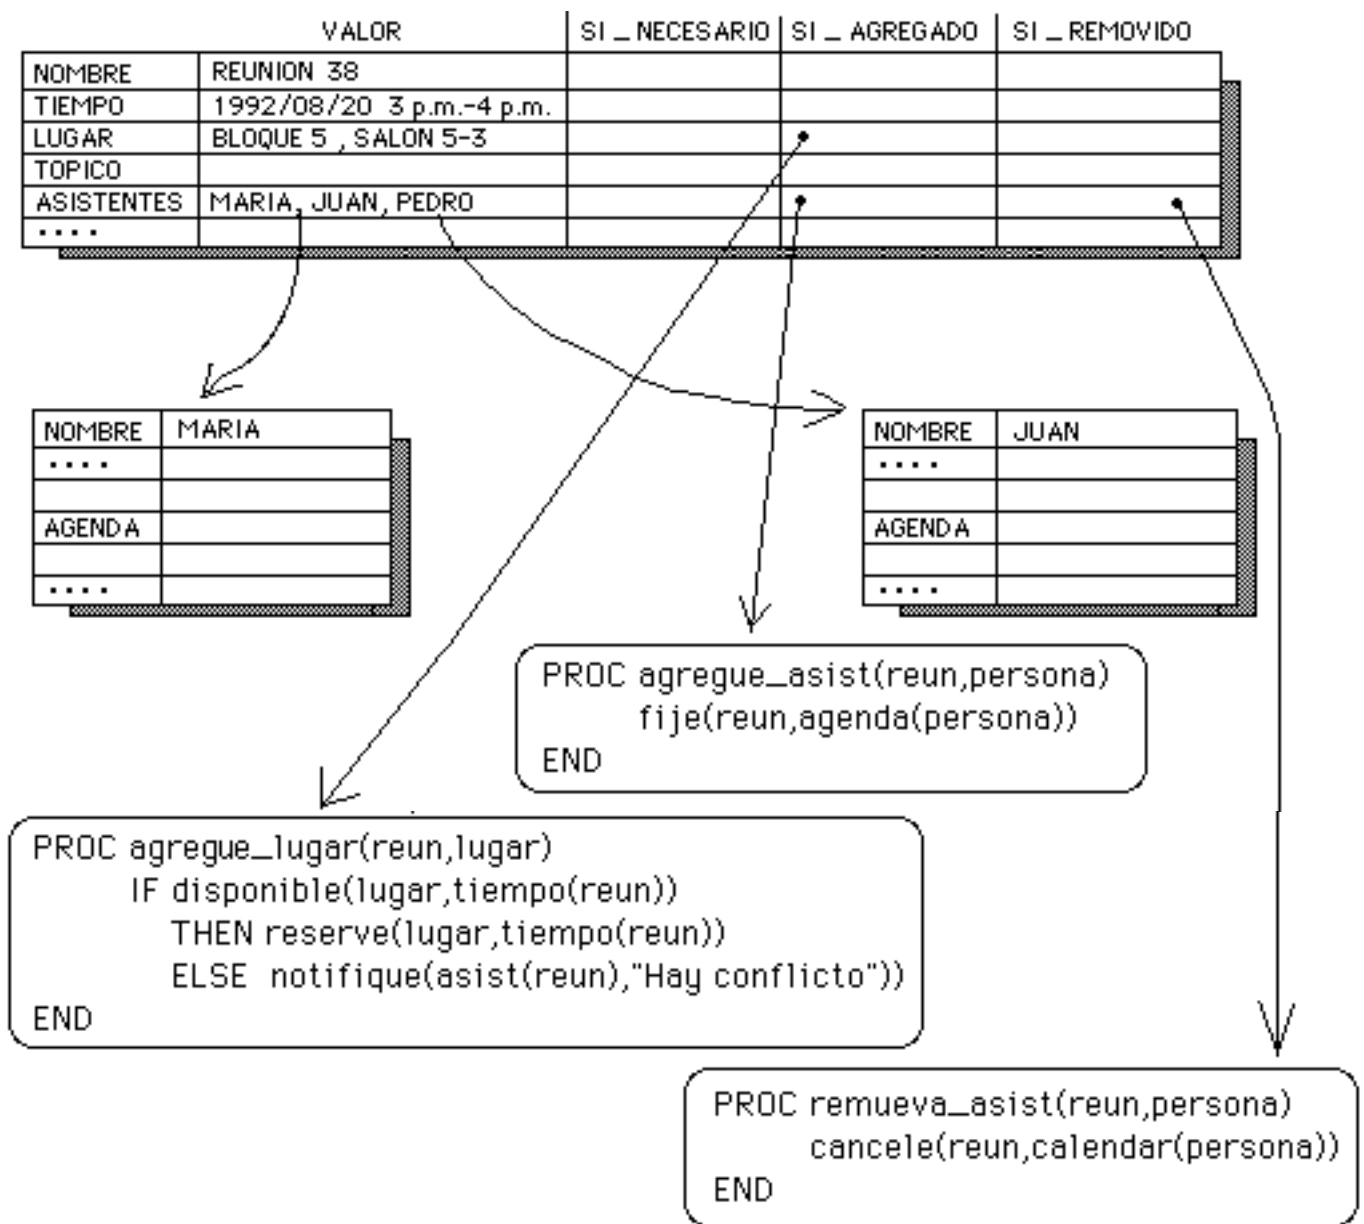 VALOR SI _ NECESARIO SI _ AGREGADO SI _ REMOVIDO
NOMBRE REUNION 38
TIEMPO 1992/08/20 3 p.m.-4 p.m.
LUGAR BLOQUE 5 , SALON 5-3
TOPICO
ASISTENTES MARIA, JUAN, PEDRO
. . . .
NOMBRE MARIA
. . . .
AGENDA
. . . .
NOMBRE JUAN
. . . .
AGENDA
. . . .
PROC agregue_asist(reun,persona)
fije(reun,agenda(persona))
END
PROC agregue_lugar(reun,lugar)
IF disponible(lugar,tiempo(reun))
THEN reserve(lugar,tiempo(reun))
ELSE notifique(asist(reun),"Hay conflicto"))
END
PROC remueva_asist(reun,persona)
cancele(reun,calendar(persona))
END